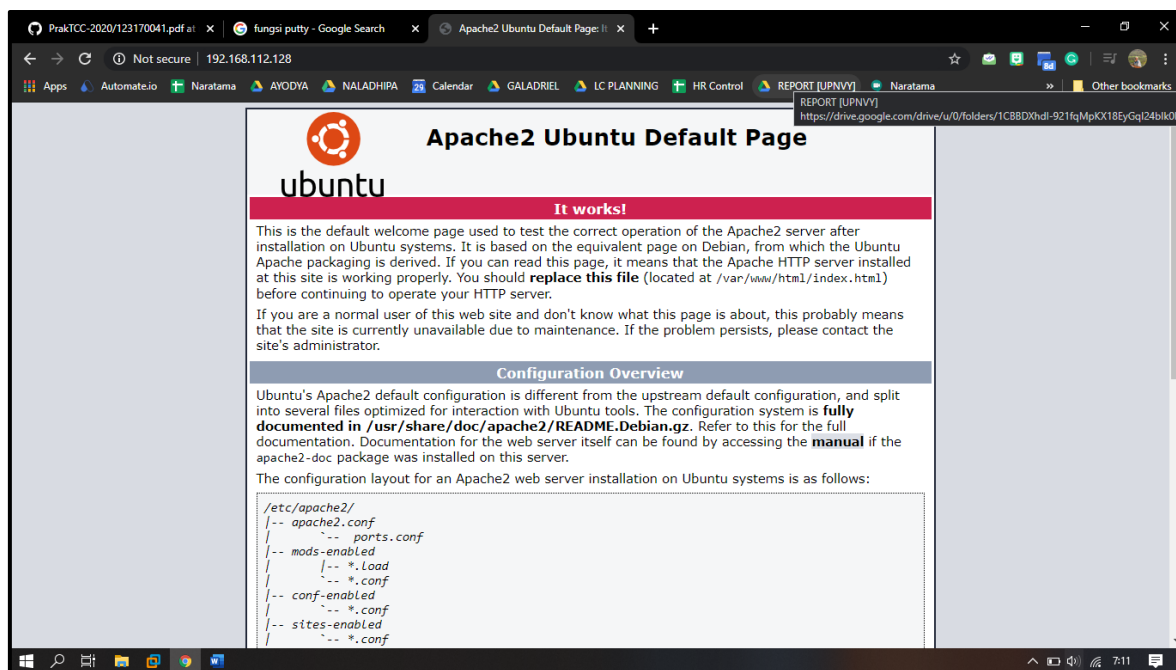 PrakTCC-2020/123170041.pdf at
fungsi putty - Google Search
Apache2 Ubuntu Default Page: It
Not secure | 192.168.112.128
8d
G
Apps
Automate.io
Naratama
AYODYA
NALADHIPA
29
Calendar
GALADRIEL
LC PLANNING
HR Control
REPORT [UPNVY]
Naratama
»
Other bookmarks
REPORT [UPNVY]
Apache2 Ubuntu Default Page
ubuntu
It works!
This is the default welcome page used to test the correct operation of the Apache2 server after
installation on Ubuntu systems. It is based on the equivalent page on Debian, from which the Ubuntu
Apache packaging is derived. If you can read this page, it means that the Apache HTTP server installed
at this site is working properly. You should replace this file (located at /var/www/html/index.html)
before continuing to operate your HTTP server.
If you are a normal user of this web site and don't know what this page is about, this probably means
that the site is currently unavailable due to maintenance. If the problem persists, please contact the
site's administrator.
Configuration Overview
Ubuntu's Apache2 default configuration is different from the upstream default configuration, and split
into several files optimized for interaction with Ubuntu tools. The configuration system is fully
documented in /usr/share/doc/apache2/README.Debian.gz. Refer to this for the full
documentation. Documentation for the web server itself can be found by accessing the manual if the
apache2-doc package was installed on this server.
The configuration layout for an Apache2 web server installation on Ubuntu systems is as follows:
/etc/apache2/
|-- apache2.conf
|       `--  ports.conf
|-- mods-enabled
|       |-- *.load
|       `-- *.conf
|-- conf-enabled
|       `-- *.conf
|-- sites-enabled
|       `-- *.conf
7:11